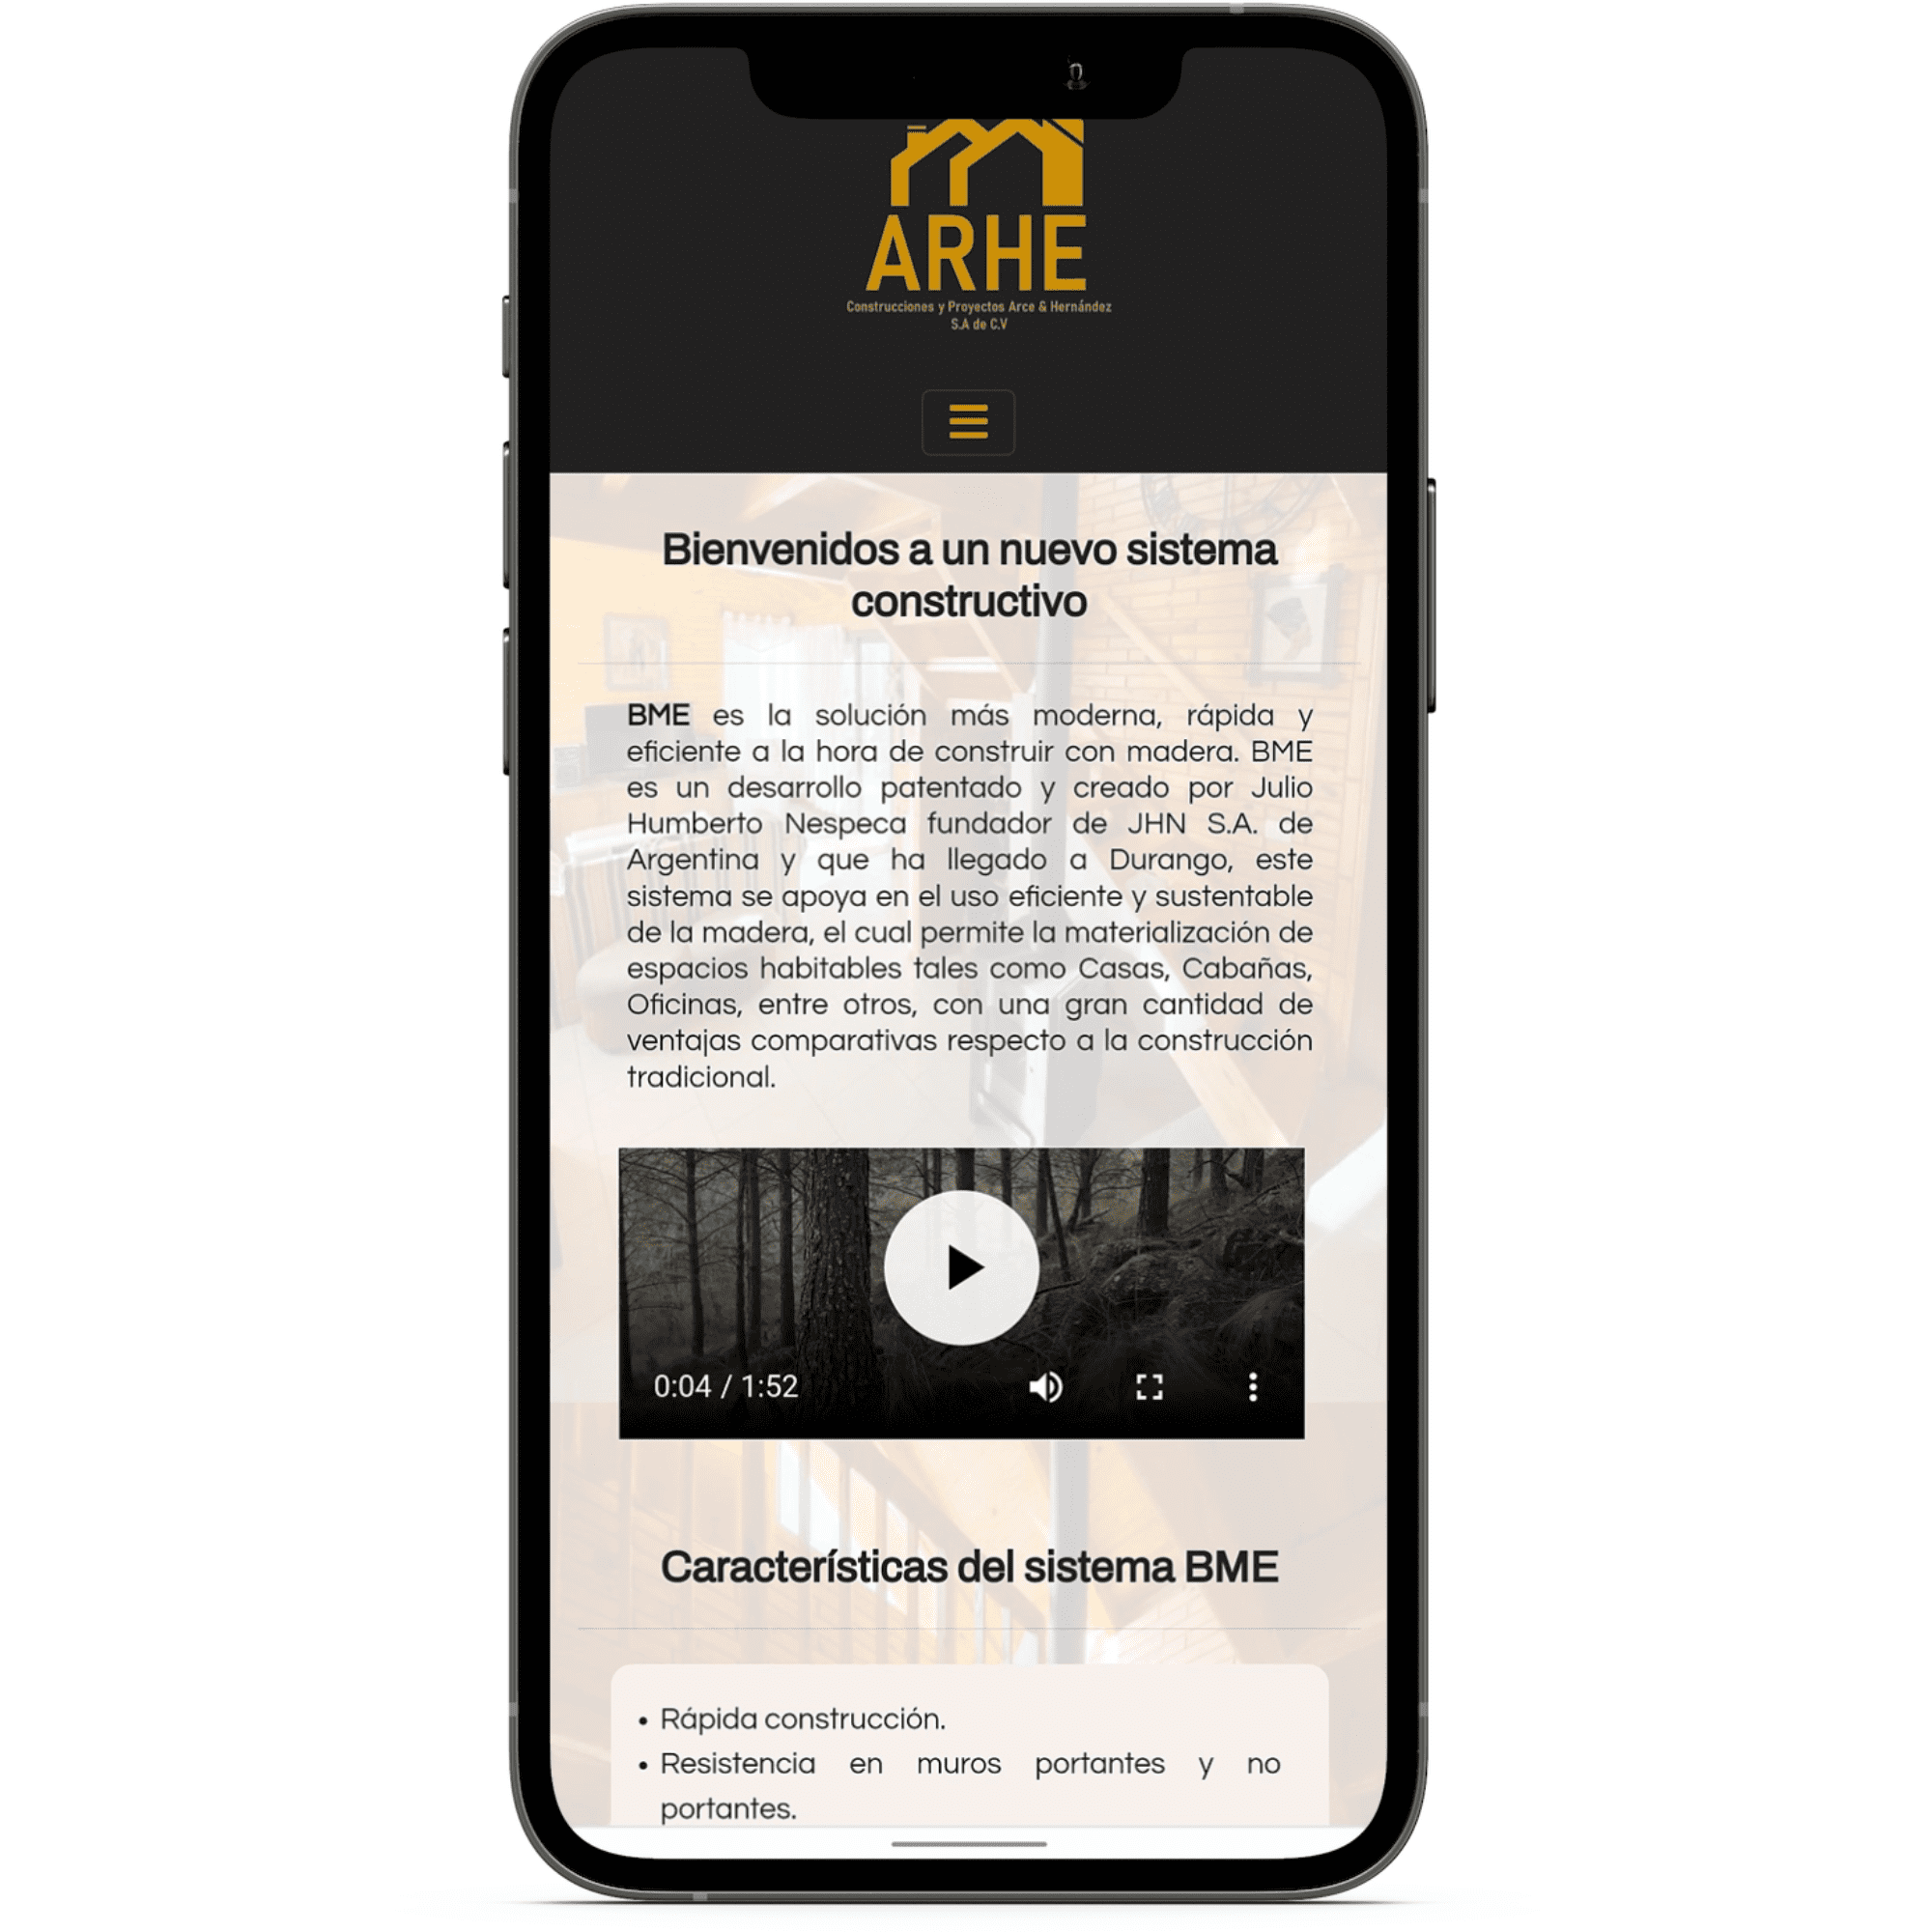 ARHE
Construcciones y Proyectos Arce & Hernández
S.A de C.V
Bienvenidos a un nuevo sistema
constructivo
BME es la solución más moderna, rápida y
eficiente a la hora de construir con madera. BME
es un desarrollo patentado y creado por Julio
Humberto Nespeca fundador de JHN S.A. de
Argentina y que ha llegado a Durango, este
sistema se apoya en el uso eficiente y sustentable
de la madera, el cual permite la materialización de
espacios habitables tales como Casas, Cabañas,
Oficinas, entre otros, con una gran cantidad de
ventajas comparativas respecto a la construcción
tradicional.
0:04 / 1:52
Características del sistema BME
• Rápida construcción.
• Resistencia en muros portantes y no
portantes.